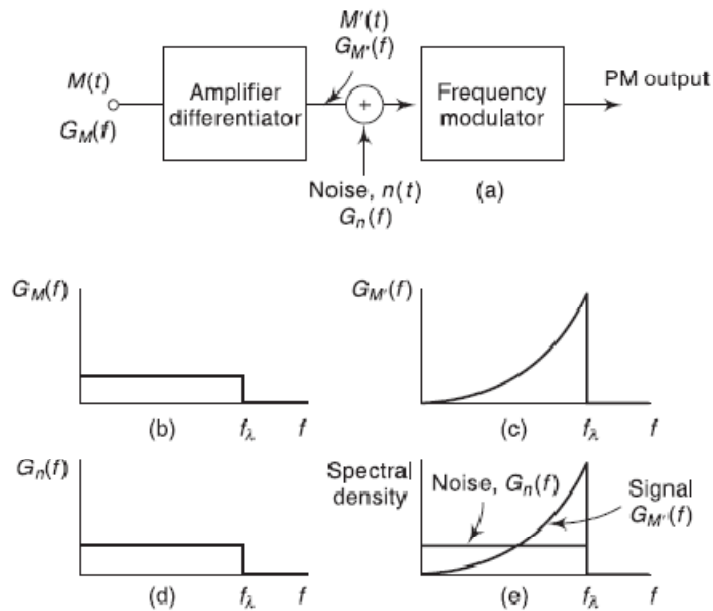 M′(t)
G_M′(f)
M(t)
G_M(f)
Amplifier
differentiator
+
Frequency
modulator
PM output
Noise, n(t)
G_n(f)
(a)
G_M(f)
(b)
f_λ
f
G_M′(f)
(c)
f_λ
f
G_n(f)
(d)
f_λ
f
Spectral
density
Noise, G_n(f)
Signal
G_M′(f)
(e)
f_λ
f